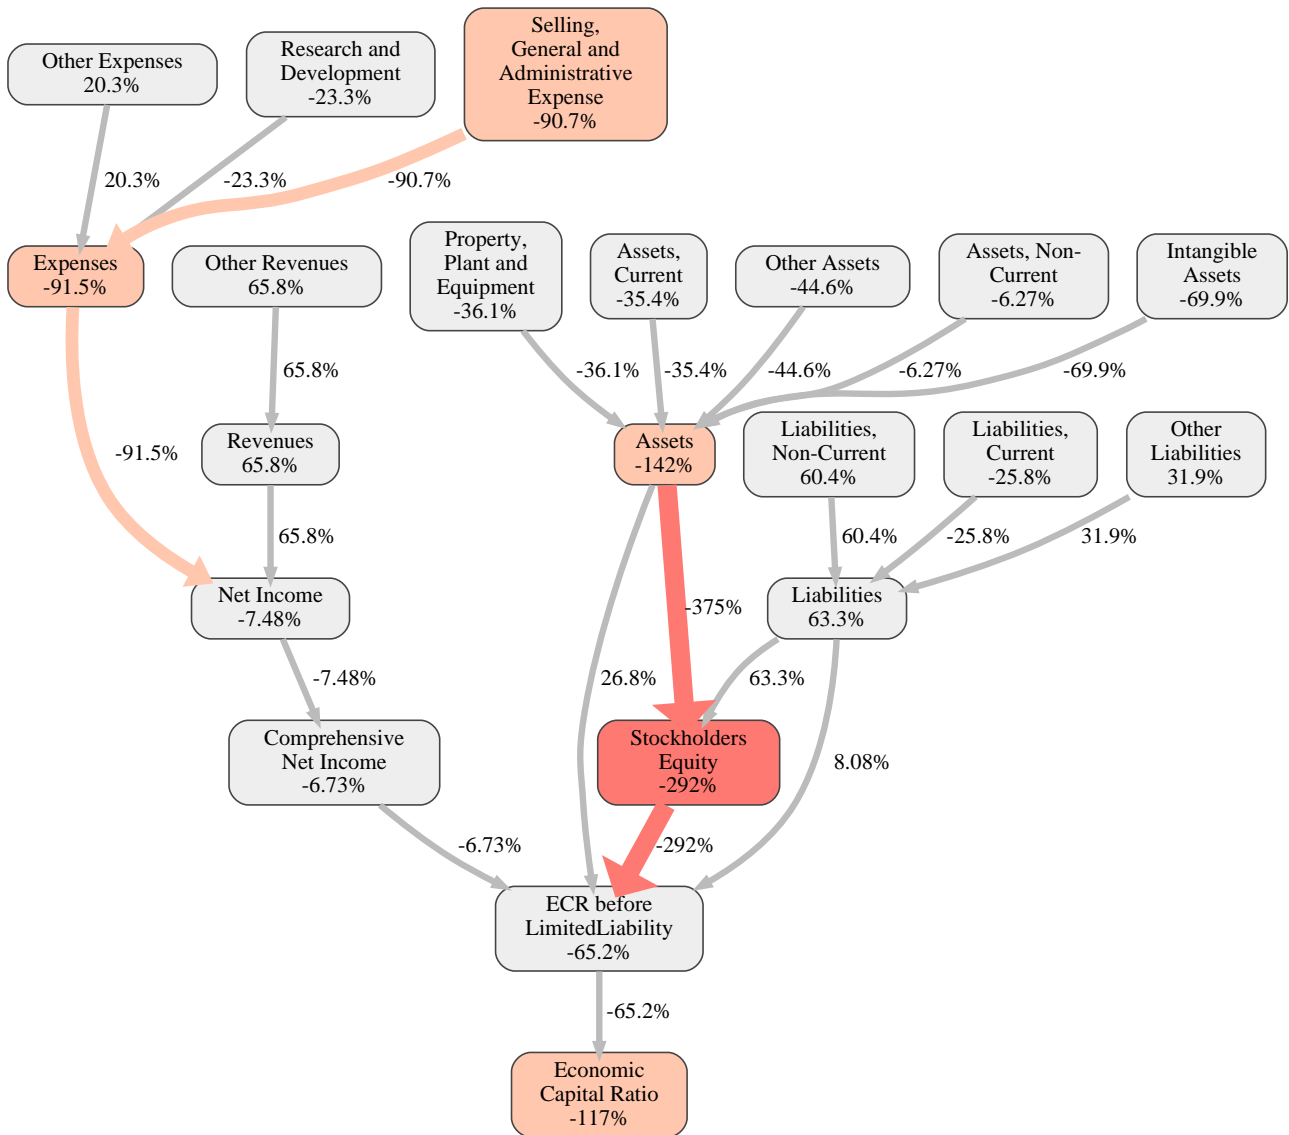 Other Expenses
20.3%
Research and
Development
-23.3%
Selling,
General and
Administrative
Expense
-90.7%
20.3%
-23.3%
-90.7%
Expenses
-91.5%
Other Revenues
65.8%
Property,
Plant and
Equipment
-36.1%
Assets,
Current
-35.4%
Other Assets
-44.6%
Assets, Non-
Current
-6.27%
Intangible
Assets
-69.9%
65.8%
-36.1%
-35.4%
-44.6%
-6.27%
-69.9%
-91.5%
Revenues
65.8%
Assets
-142%
Liabilities,
Non-Current
60.4%
Liabilities,
Current
-25.8%
Other
Liabilities
31.9%
65.8%
60.4%
-25.8%
31.9%
Net Income
-7.48%
-375%
Liabilities
63.3%
-7.48%
26.8%
63.3%
Comprehensive
Net Income
-6.73%
Stockholders
Equity
-292%
8.08%
-6.73%
-292%
ECR before
LimitedLiability
-65.2%
-65.2%
Economic
Capital Ratio
-117%